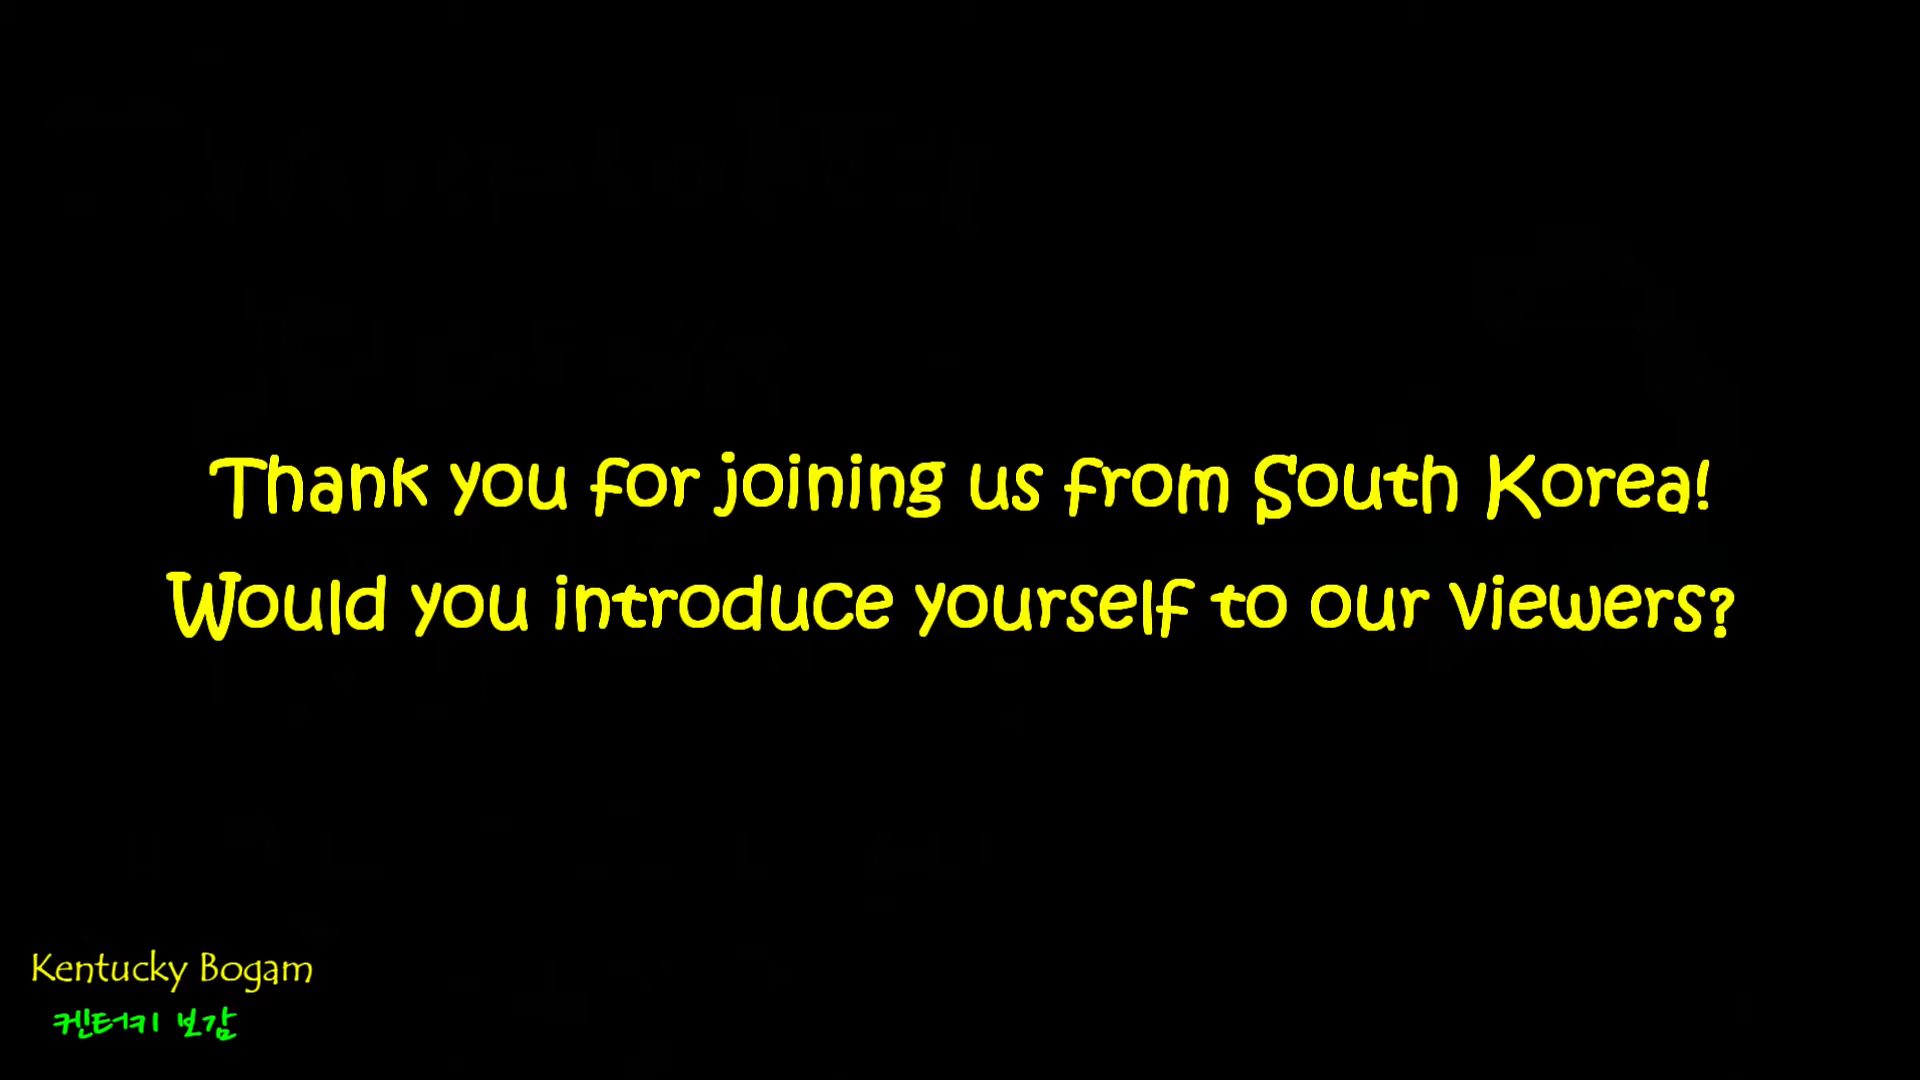 Thank you for joining us from South Korea!
Would you introduce yourself to our viewers?
Kentucky Bogam
켄터키 보감